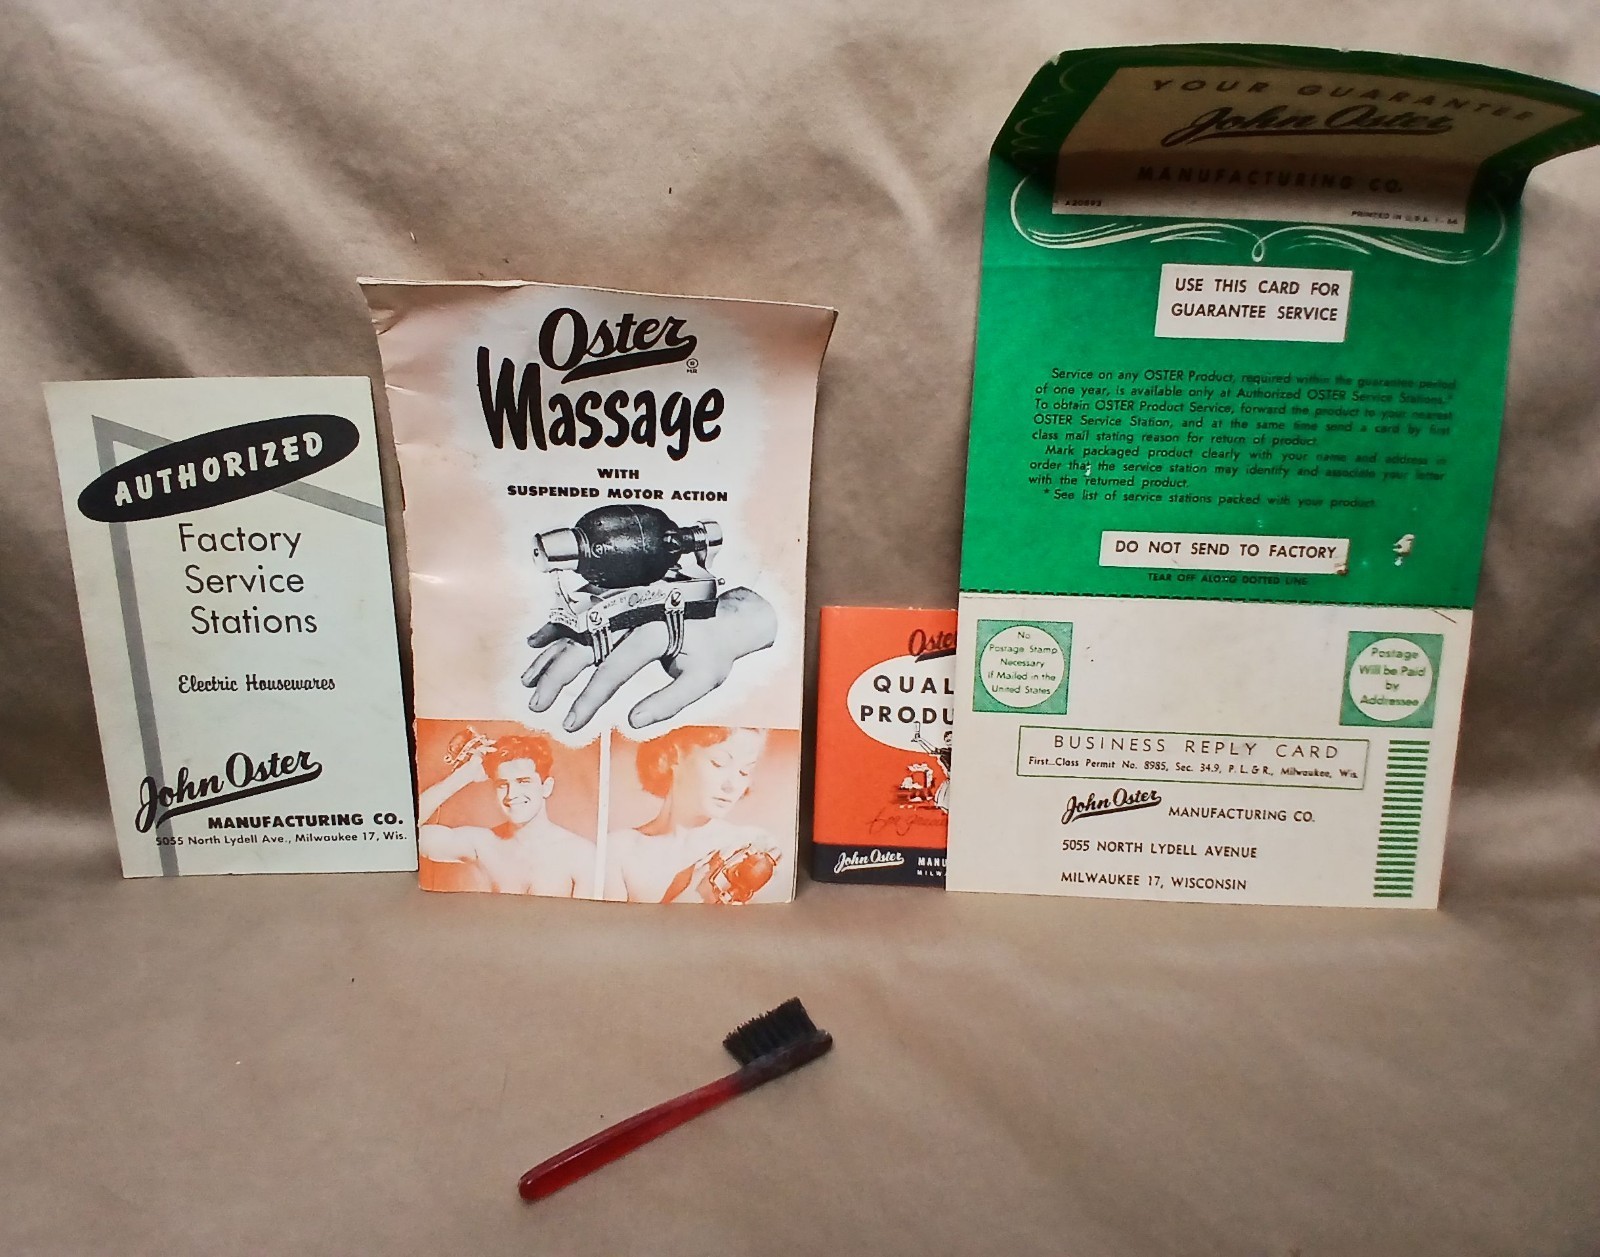 AUTHORIZED
Factory
Service
Stations
Electric Housewares
John Oster
MANUFACTURING CO.
5055 North Lydell Ave., Milwaukee 17, Wis.
Oster
®
MR
Massage
WITH
SUSPENDED MOTOR ACTION
MADE BY Oster
Oster
QUAL
PRODU
John Oster MANU
MILW
YOUR GUARANTEE
John Oster
MANUFACTURING CO.
PRINTED IN U.S.A.
USE THIS CARD FOR
GUARANTEE SERVICE
Service on any OSTER Product, required within the guarantee period
of one year, is available only at Authorized OSTER Service Stations.*
To obtain OSTER Product Service, forward the product to your nearest
OSTER Service Station, and at the same time send a card by first
class mail stating reason for return of product.
Mark packaged product clearly with your name and address in
order that the service station may identify and associate your letter
with the returned product.
* See list of service stations packed with your product.
DO NOT SEND TO FACTORY
TEAR OFF ALONG DOTTED LINE
No
Postage Stamp
Necessary
If Mailed in the
United States
Postage
Will be Paid
by
Addressee
BUSINESS REPLY CARD
First-Class Permit No. 8985, Sec. 34.9, P. L. & R., Milwaukee, Wis.
John Oster MANUFACTURING CO.
5055 NORTH LYDELL AVENUE
MILWAUKEE 17, WISCONSIN